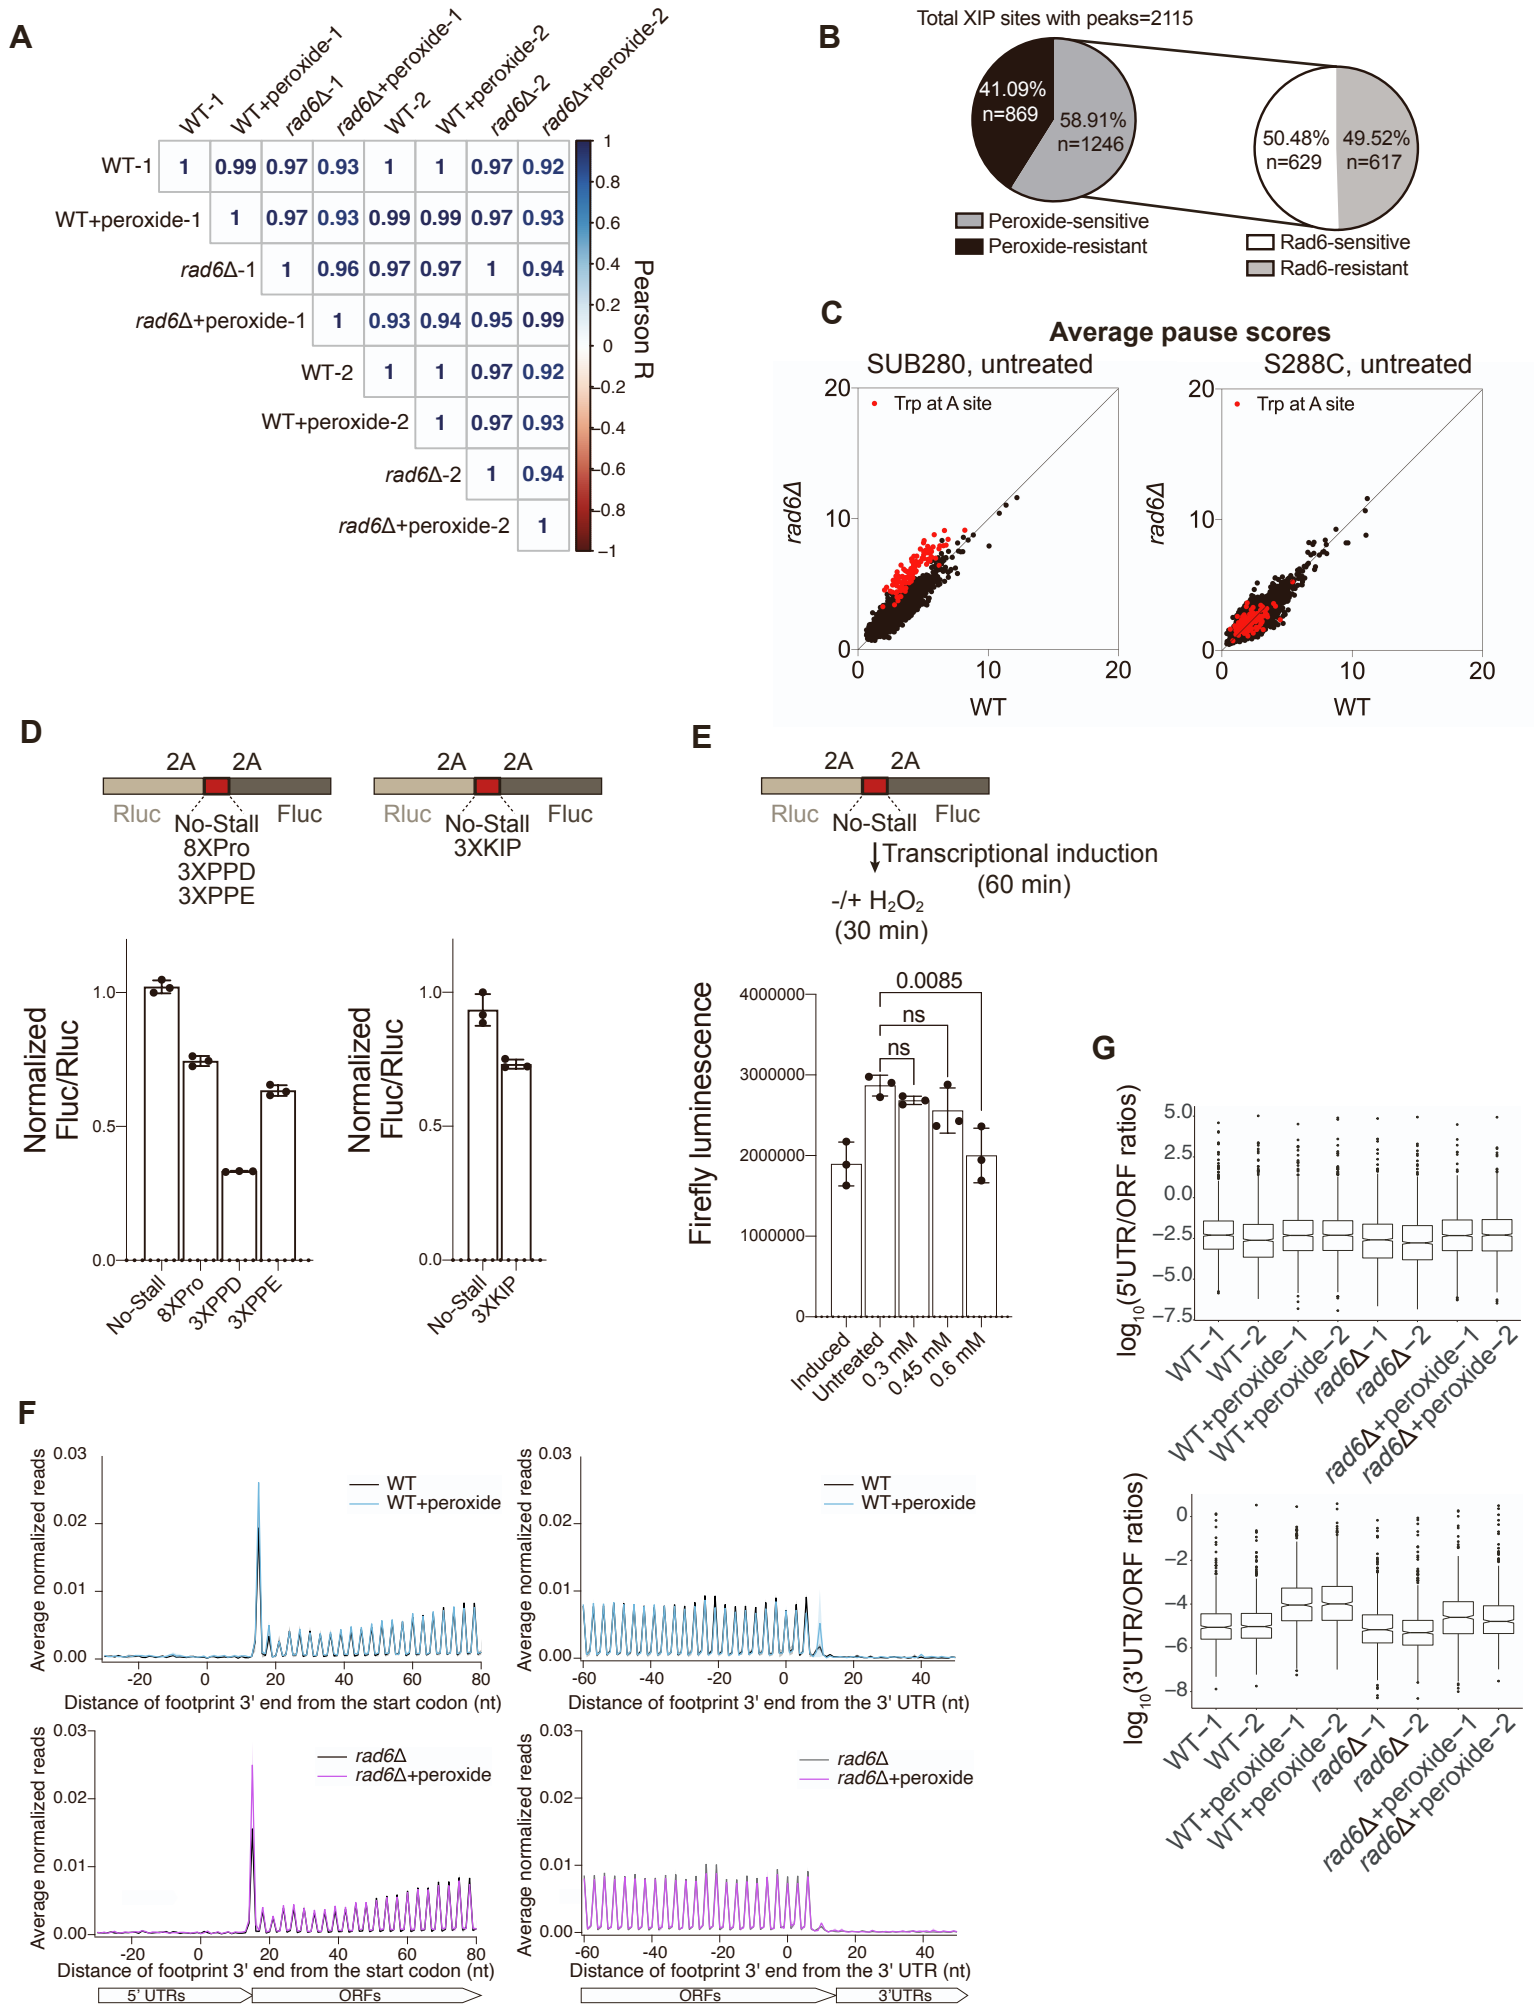 A
WT-1
WT+peroxide-1
rad6Δ-1
rad6Δ+peroxide-1
WT-2
WT+peroxide-2
rad6Δ-2
rad6Δ+peroxide-2
WT-1 1 0.99 0.97 0.93 1 1 0.97 0.92
WT+peroxide-1 1 0.97 0.93 0.99 0.99 0.97 0.93
rad6Δ-1 1 0.96 0.97 0.97 1 0.94
rad6Δ+peroxide-1 1 0.93 0.94 0.95 0.99
WT-2 1 1 0.97 0.92
WT+peroxide-2 1 0.97 0.93
rad6Δ-2 1 0.94
rad6Δ+peroxide-2 1
1
0.8
0.6
0.4
0.2
0
−0.2
−0.4
−0.6
−0.8
−1
Pearson R
B
Total XIP sites with peaks=2115
41.09%
n=869
58.91%
n=1246
50.48%
n=629
49.52%
n=617
Peroxide-sensitive
Peroxide-resistant
Rad6-sensitive
Rad6-resistant
C
Average pause scores
SUB280, untreated
20
Trp at A site
10
0
rad6Δ
0 10 20
WT
S288C, untreated
20
Trp at A site
10
0
rad6Δ
0 10 20
WT
D
2A 2A
Rluc Fluc
No-Stall
8XPro
3XPPD
3XPPE
2A 2A
Rluc Fluc
No-Stall
3XKIP
Normalized
Fluc/Rluc
1.0
0.5
0.0
No-Stall
8XPro
3XPPD
3XPPE
Normalized
Fluc/Rluc
1.0
0.5
0.0
No-Stall
3XKIP
E
2A 2A
Rluc Fluc
No-Stall
Transcriptional induction
(60 min)
-/+ H₂O₂
(30 min)
Firefly luminescence
4000000
3000000
2000000
1000000
0
0.0085
ns
ns
Induced
Untreated
0.3 mM
0.45 mM
0.6 mM
F
Average normalized reads
0.03
0.02
0.01
0.00
WT
WT+peroxide
-20 0 20 40 60 80
Distance of footprint 3' end from the start codon (nt)
Average normalized reads
0.03
0.02
0.01
0.00
WT
WT+peroxide
-60 -40 -20 0 20 40
Distance of footprint 3' end from the 3' UTR (nt)
Average normalized reads
0.03
0.02
0.01
0.00
rad6Δ
rad6Δ+peroxide
-20 0 20 40 60 80
Distance of footprint 3' end from the start codon (nt)
5' UTRs ORFs
Average normalized reads
0.03
0.02
0.01
0.00
rad6Δ
rad6Δ+peroxide
-60 -40 -20 0 20 40
Distance of footprint 3' end from the 3' UTR (nt)
ORFs 3'UTRs
G
log₁₀(5'UTR/ORF ratios)
5.0
2.5
0.0
−2.5
−5.0
−7.5
WT−1
WT−2
WT+peroxide−1
WT+peroxide−2
rad6Δ−1
rad6Δ−2
rad6Δ+peroxide−1
rad6Δ+peroxide−2
log₁₀(3'UTR/ORF ratios)
0
−2
−4
−6
−8
WT−1
WT−2
WT+peroxide−1
WT+peroxide−2
rad6Δ−1
rad6Δ−2
rad6Δ+peroxide−1
rad6Δ+peroxide−2